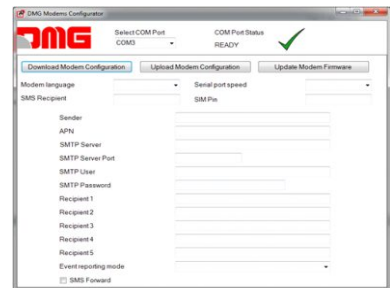 DMG Modems Configurator
DMG
Select COM Port
COM Port Status
COM3
READY
Download Modem Configuration
Upload Modem Configuration
Update Modem Firmware
Modem language
Serial port speed
SMS Recipient
SIM Pin
Sender
APN
SMTP Server
SMTP Server Port
SMTP User
SMTP Password
Recipient 1
Recipient 2
Recipient 3
Recipient 4
Recipient 5
Event reporting mode
SMS Forward